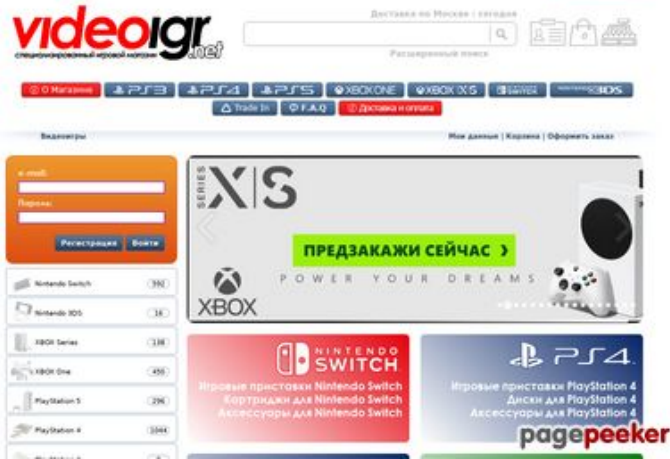 videoigr
.net
специализированный игровой магазин
Доставка по Москве : сегодня
Расширенный поиск
О Магазине
PS3
PS4
PS5
XBOXONE
XBOX X|S
SWITCH
NINTENDO 3DS
Trade In
F.A.Q
Доставка и оплата
Видеоигры
Мои данные | Корзина | Оформить заказ
e-mail:
Пароль:
Регистрация
Войти
Nintendo Switch
392
Nintendo 3DS
16
XBOX Series
138
XBOX One
450
PlayStation 5
296
PlayStation 4
1044
SERIES
X|S
ПРЕДЗАКАЖИ СЕЙЧАС
POWER YOUR DREAMS
XBOX
NINTENDO
SWITCH
Игровые приставки Nintendo Switch
Картриджи для Nintendo Switch
Аксессуары для Nintendo Switch
PS4
Игровые приставки PlayStation 4
Диски для PlayStation 4
Аксессуары для PlayStation 4
pagepeeker